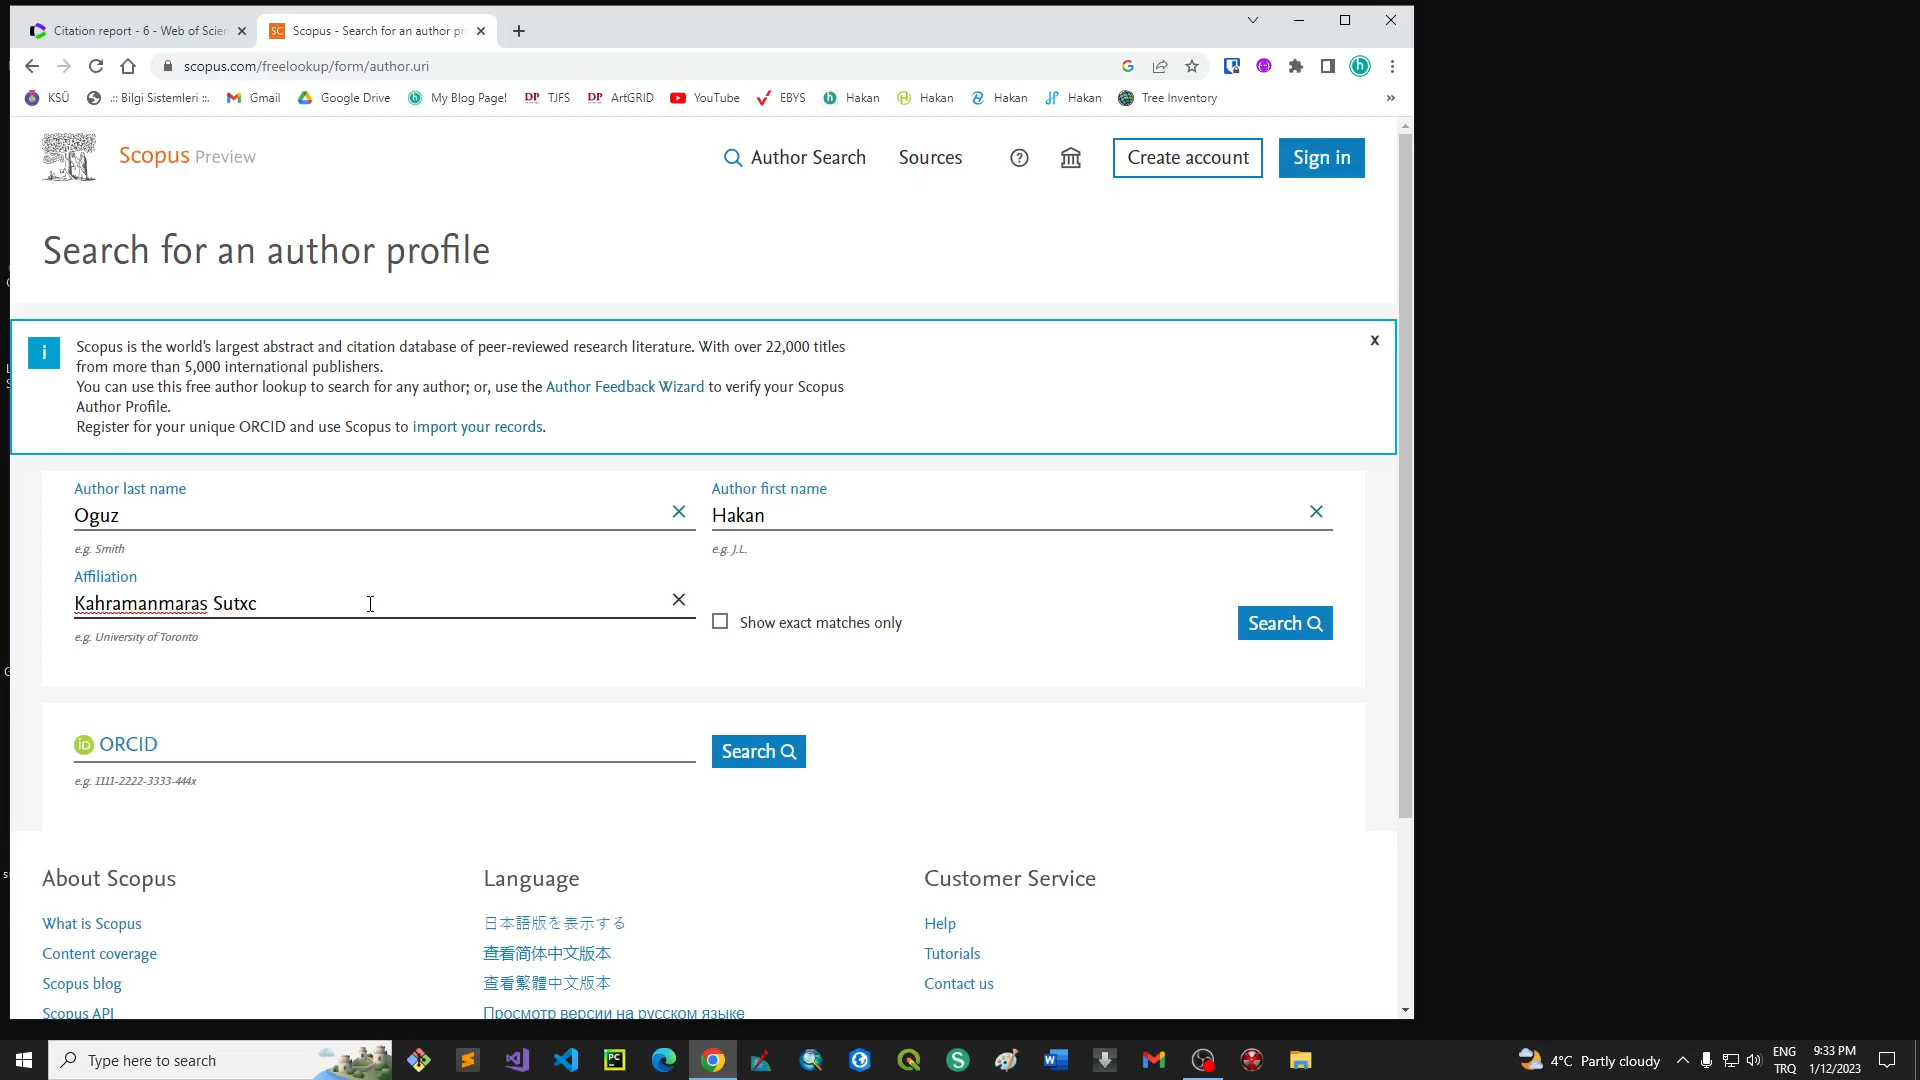 Citation report - 6 - Web of Scien
Scopus - Search for an author pr
scopus.com/freelookup/form/author.uri
KSÜ
.:: Bilgi Sistemleri ::.
Gmail
Google Drive
My Blog Page!
TJFS
ArtGRID
YouTube
EBYS
Hakan
Hakan
Hakan
Hakan
Tree Inventory
Scopus Preview
Author Search
Sources
Create account
Sign in
Search for an author profile
Scopus is the world's largest abstract and citation database of peer-reviewed research literature. With over 22,000 titles
from more than 5,000 international publishers.
You can use this free author lookup to search for any author; or, use the Author Feedback Wizard to verify your Scopus
Author Profile.
Register for your unique ORCID and use Scopus to import your records.
Author last name
Oguz
e.g. Smith
Author first name
Hakan
e.g. J.L.
Affiliation
Kahramanmaras Sutxc
e.g. University of Toronto
Show exact matches only
Search
ORCID
e.g. 1111-2222-3333-444x
Search
About Scopus
What is Scopus
Content coverage
Scopus blog
Scopus API
Language
日本語版を表示する
查看简体中文版本
查看繁體中文版本
Просмотр версии на русском языке
Customer Service
Help
Tutorials
Contact us
Type here to search
4°C Partly cloudy
ENG
TRQ
9:33 PM
1/12/2023